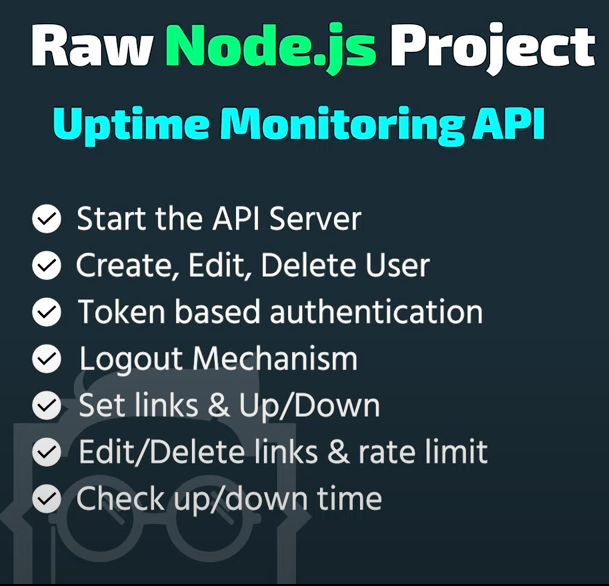 Raw Node.js Project
Uptime Monitoring API
Start the API Server
Create, Edit, Delete User
Token based authentication
Logout Mechanism
Set links & Up/Down
Edit/Delete links & rate limit
Check up/down time